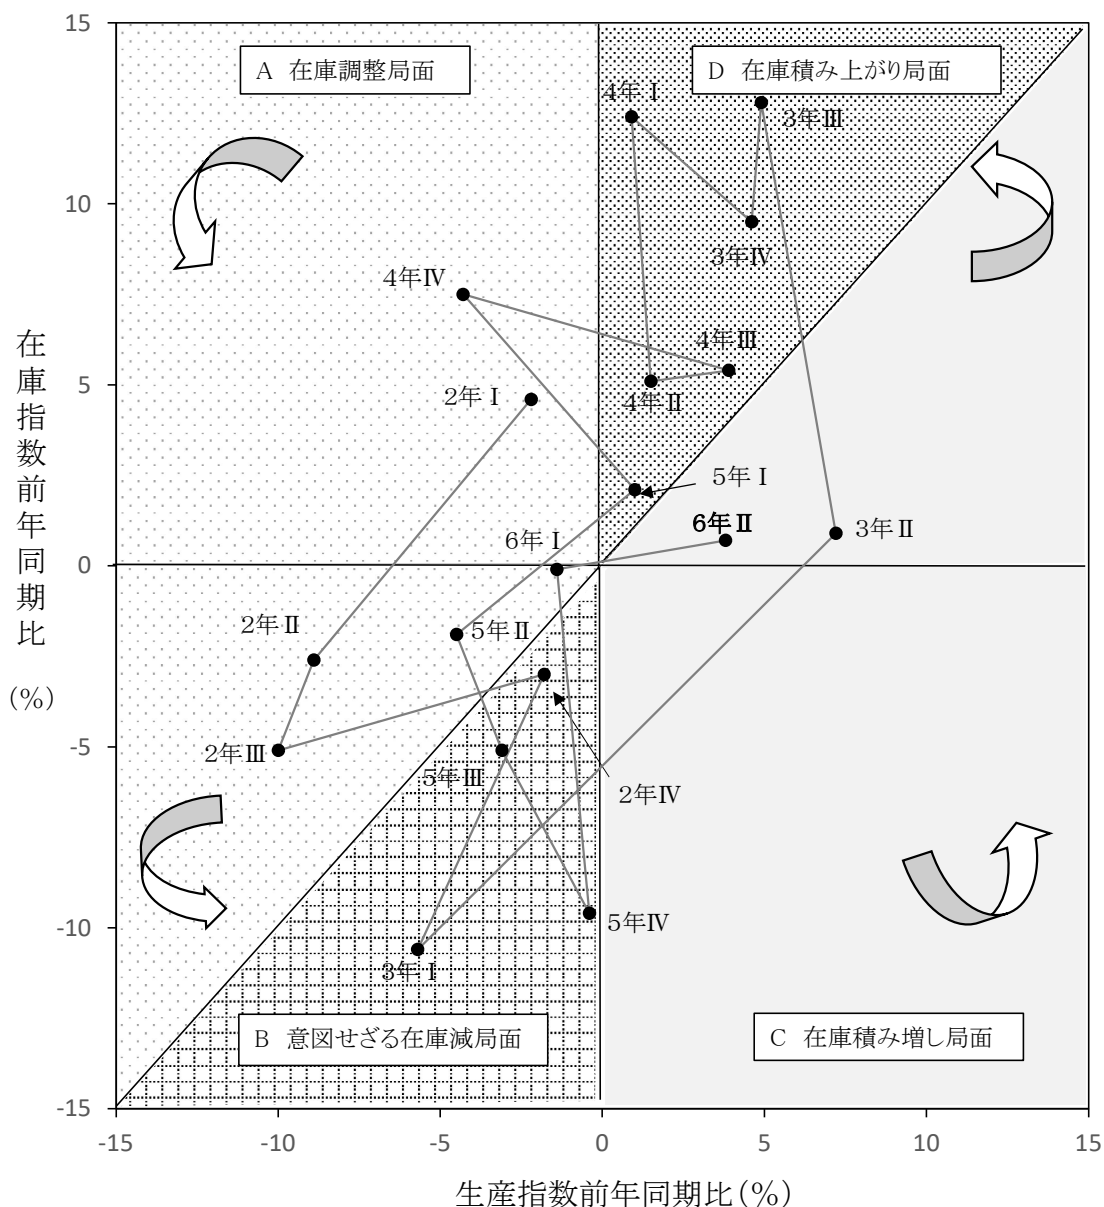 15
A 在庫調整局面
D 在庫積み上がり局面
4年Ⅰ
3年Ⅲ
10
3年Ⅳ
4年Ⅳ
4年Ⅲ
5
2年Ⅰ
4年Ⅱ
5年Ⅰ
6年Ⅱ
3年Ⅱ
6年Ⅰ
0
2年Ⅱ
5年Ⅱ
-5
2年Ⅲ
5年Ⅲ
2年Ⅳ
-10
5年Ⅳ
3年Ⅰ
B 意図せざる在庫減局面
C 在庫積み増し局面
-15
-15
-10
-5
0
5
10
15
在庫指数前年同期比
(%)
生産指数前年同期比(%)